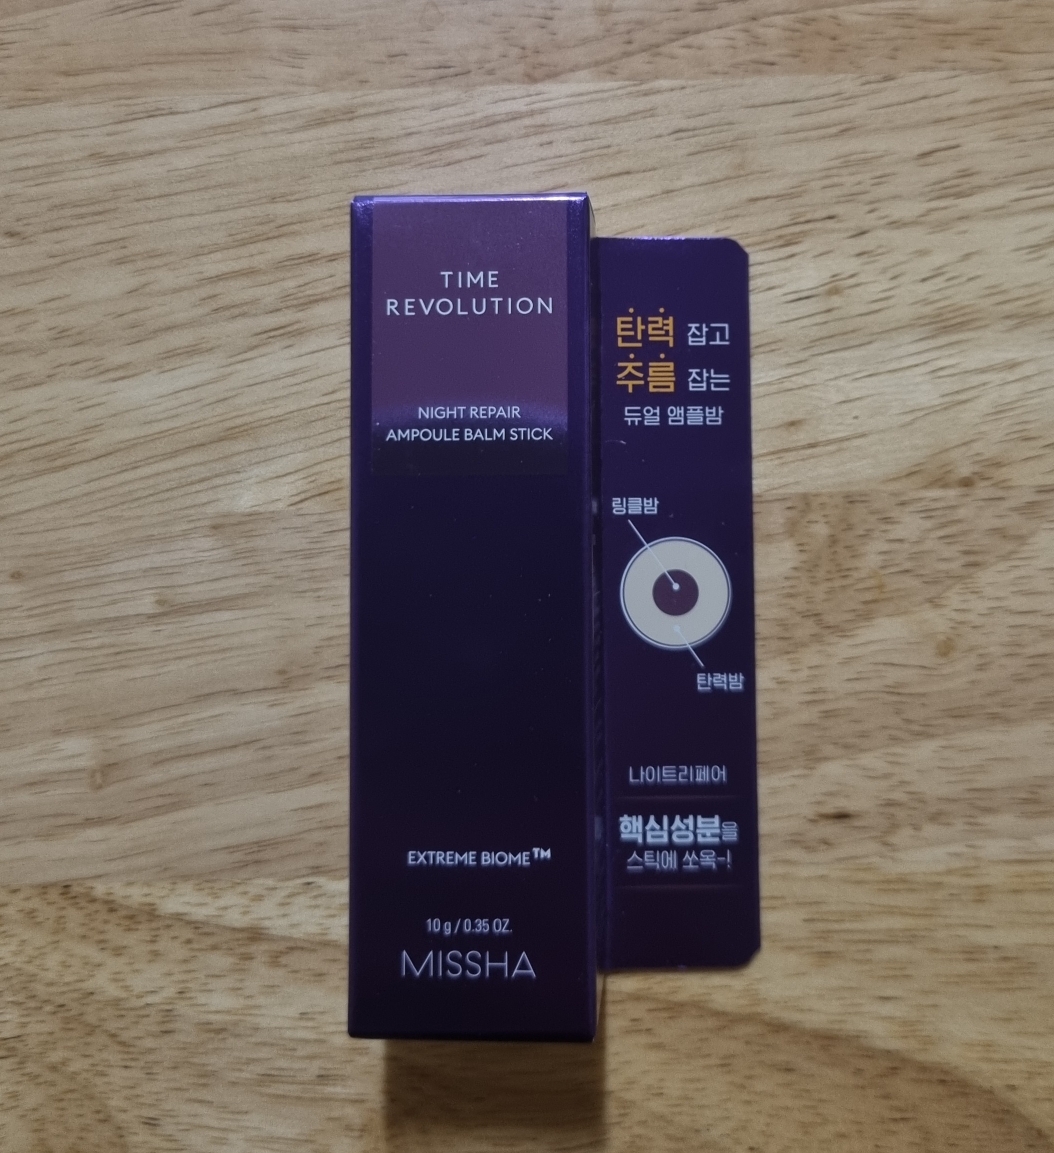 TIME
REVOLUTION
NIGHT REPAIR
AMPOULE BALM STICK
EXTREME BIOME™
10 g / 0.35 OZ.
MISSHA
탄력 잡고
주름 잡는
듀얼 앰플밤
링클밤
탄력밤
나이트리페어
핵심성분을
스틱에 쏘옥~!